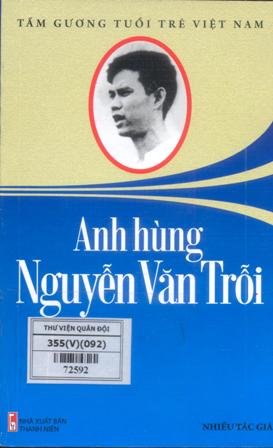 TẤM GƯƠNG TUỔI TRẺ VIỆT NAM
Anh hùng
Nguyễn Văn Trỗi
THƯ VIỆN QUÂN ĐỘI
355(V)(092)
72592
NHÀ XUẤT BẢN
THANH NIÊN
NHIỀU TÁC GIẢ